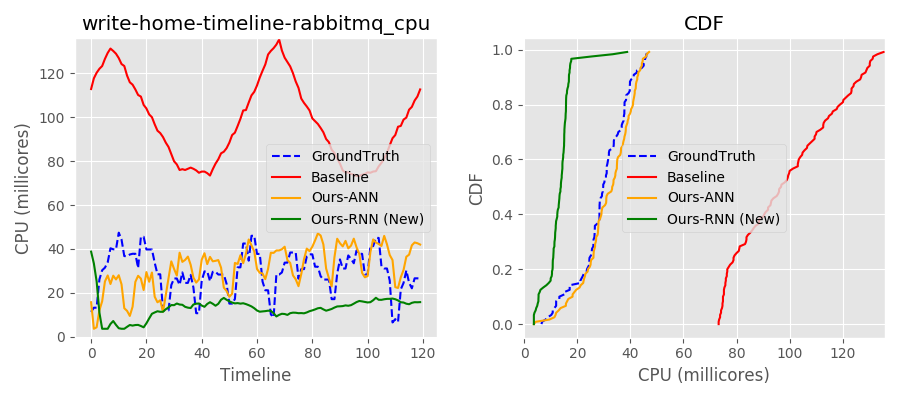 write-home-timeline-rabbitmq_cpu
CPU (millicores)
120
100
80
60
40
20
0
GroundTruth
Baseline
Ours-ANN
Ours-RNN (New)
0 20 40 60 80 100 120
Timeline
CDF
CDF
1.0
0.8
0.6
0.4
0.2
0.0
GroundTruth
Baseline
Ours-ANN
Ours-RNN (New)
0 20 40 60 80 100 120
CPU (millicores)